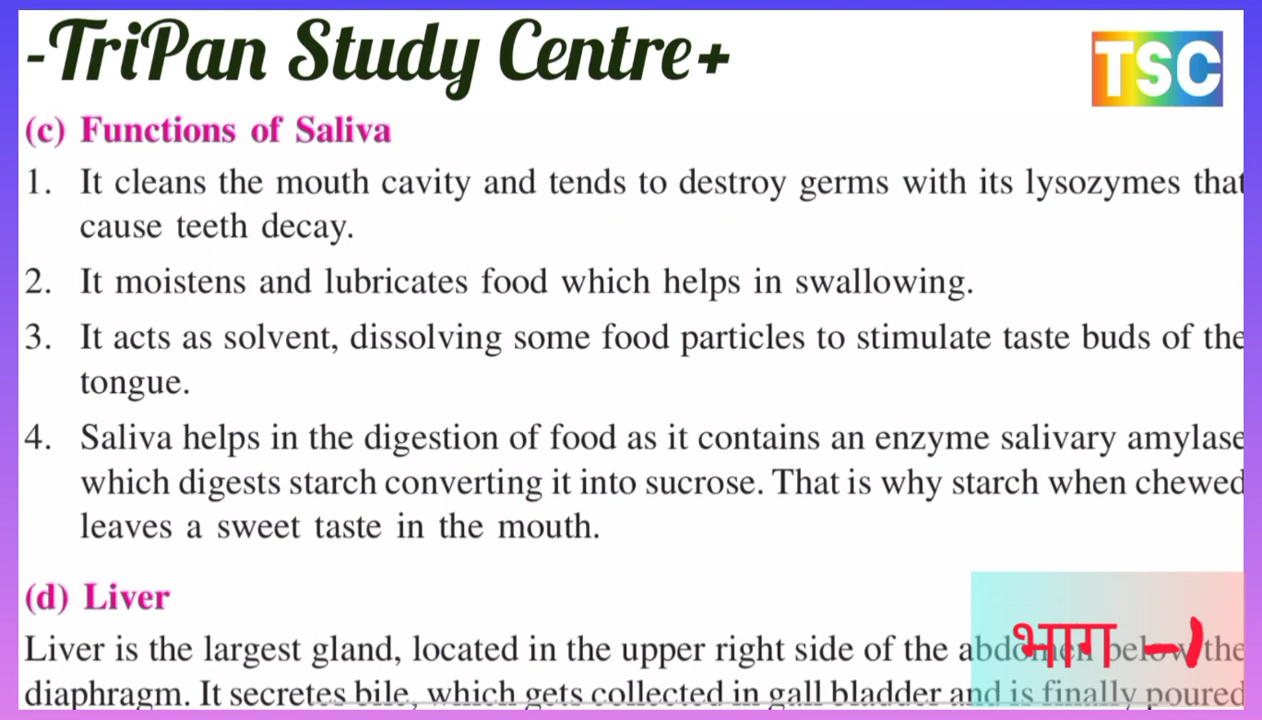 -TriPan Study Centre+
TSC
(c) Functions of Saliva
1. It cleans the mouth cavity and tends to destroy germs with its lysozymes that
cause teeth decay.
2. It moistens and lubricates food which helps in swallowing.
3. It acts as solvent, dissolving some food particles to stimulate taste buds of the
tongue.
4. Saliva helps in the digestion of food as it contains an enzyme salivary amylase
which digests starch converting it into sucrose. That is why starch when chewed
leaves a sweet taste in the mouth.
(d) Liver
Liver is the largest gland, located in the upper right side of the abdomen below the
diaphragm. It secretes bile, which gets collected in gall bladder and is finally poured
भाग -1